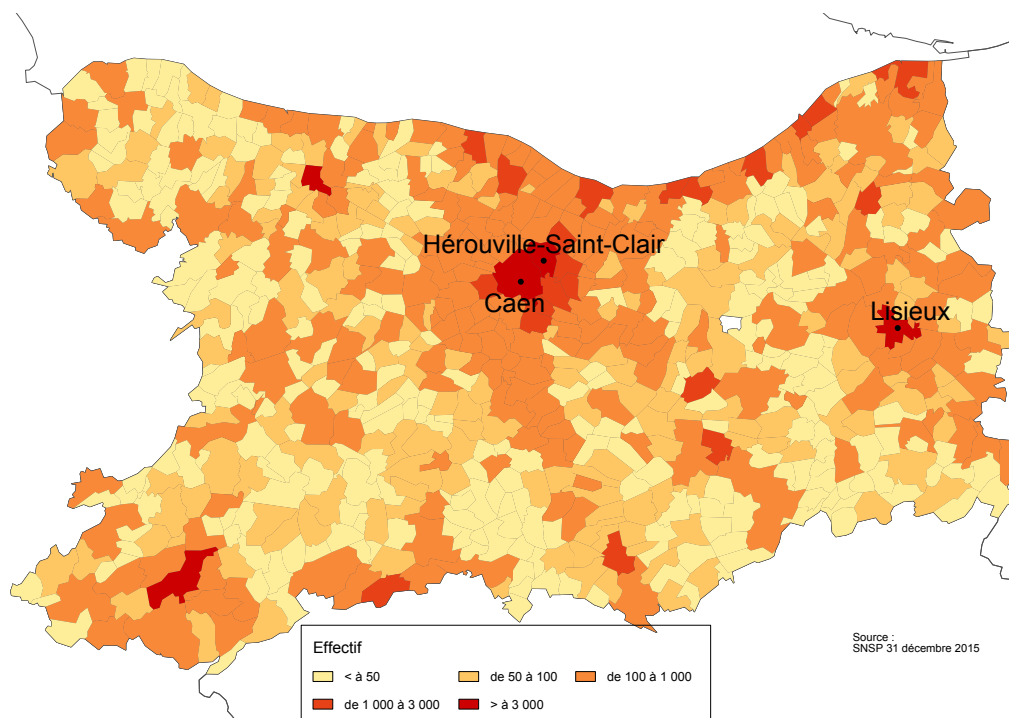 Hérouville-Saint-Clair
Caen
Lisieux
Effectif
< à 50
de 50 à 100
de 100 à 1 000
de 1 000 à 3 000
> à 3 000
Source :
SNSP 31 décembre 2015